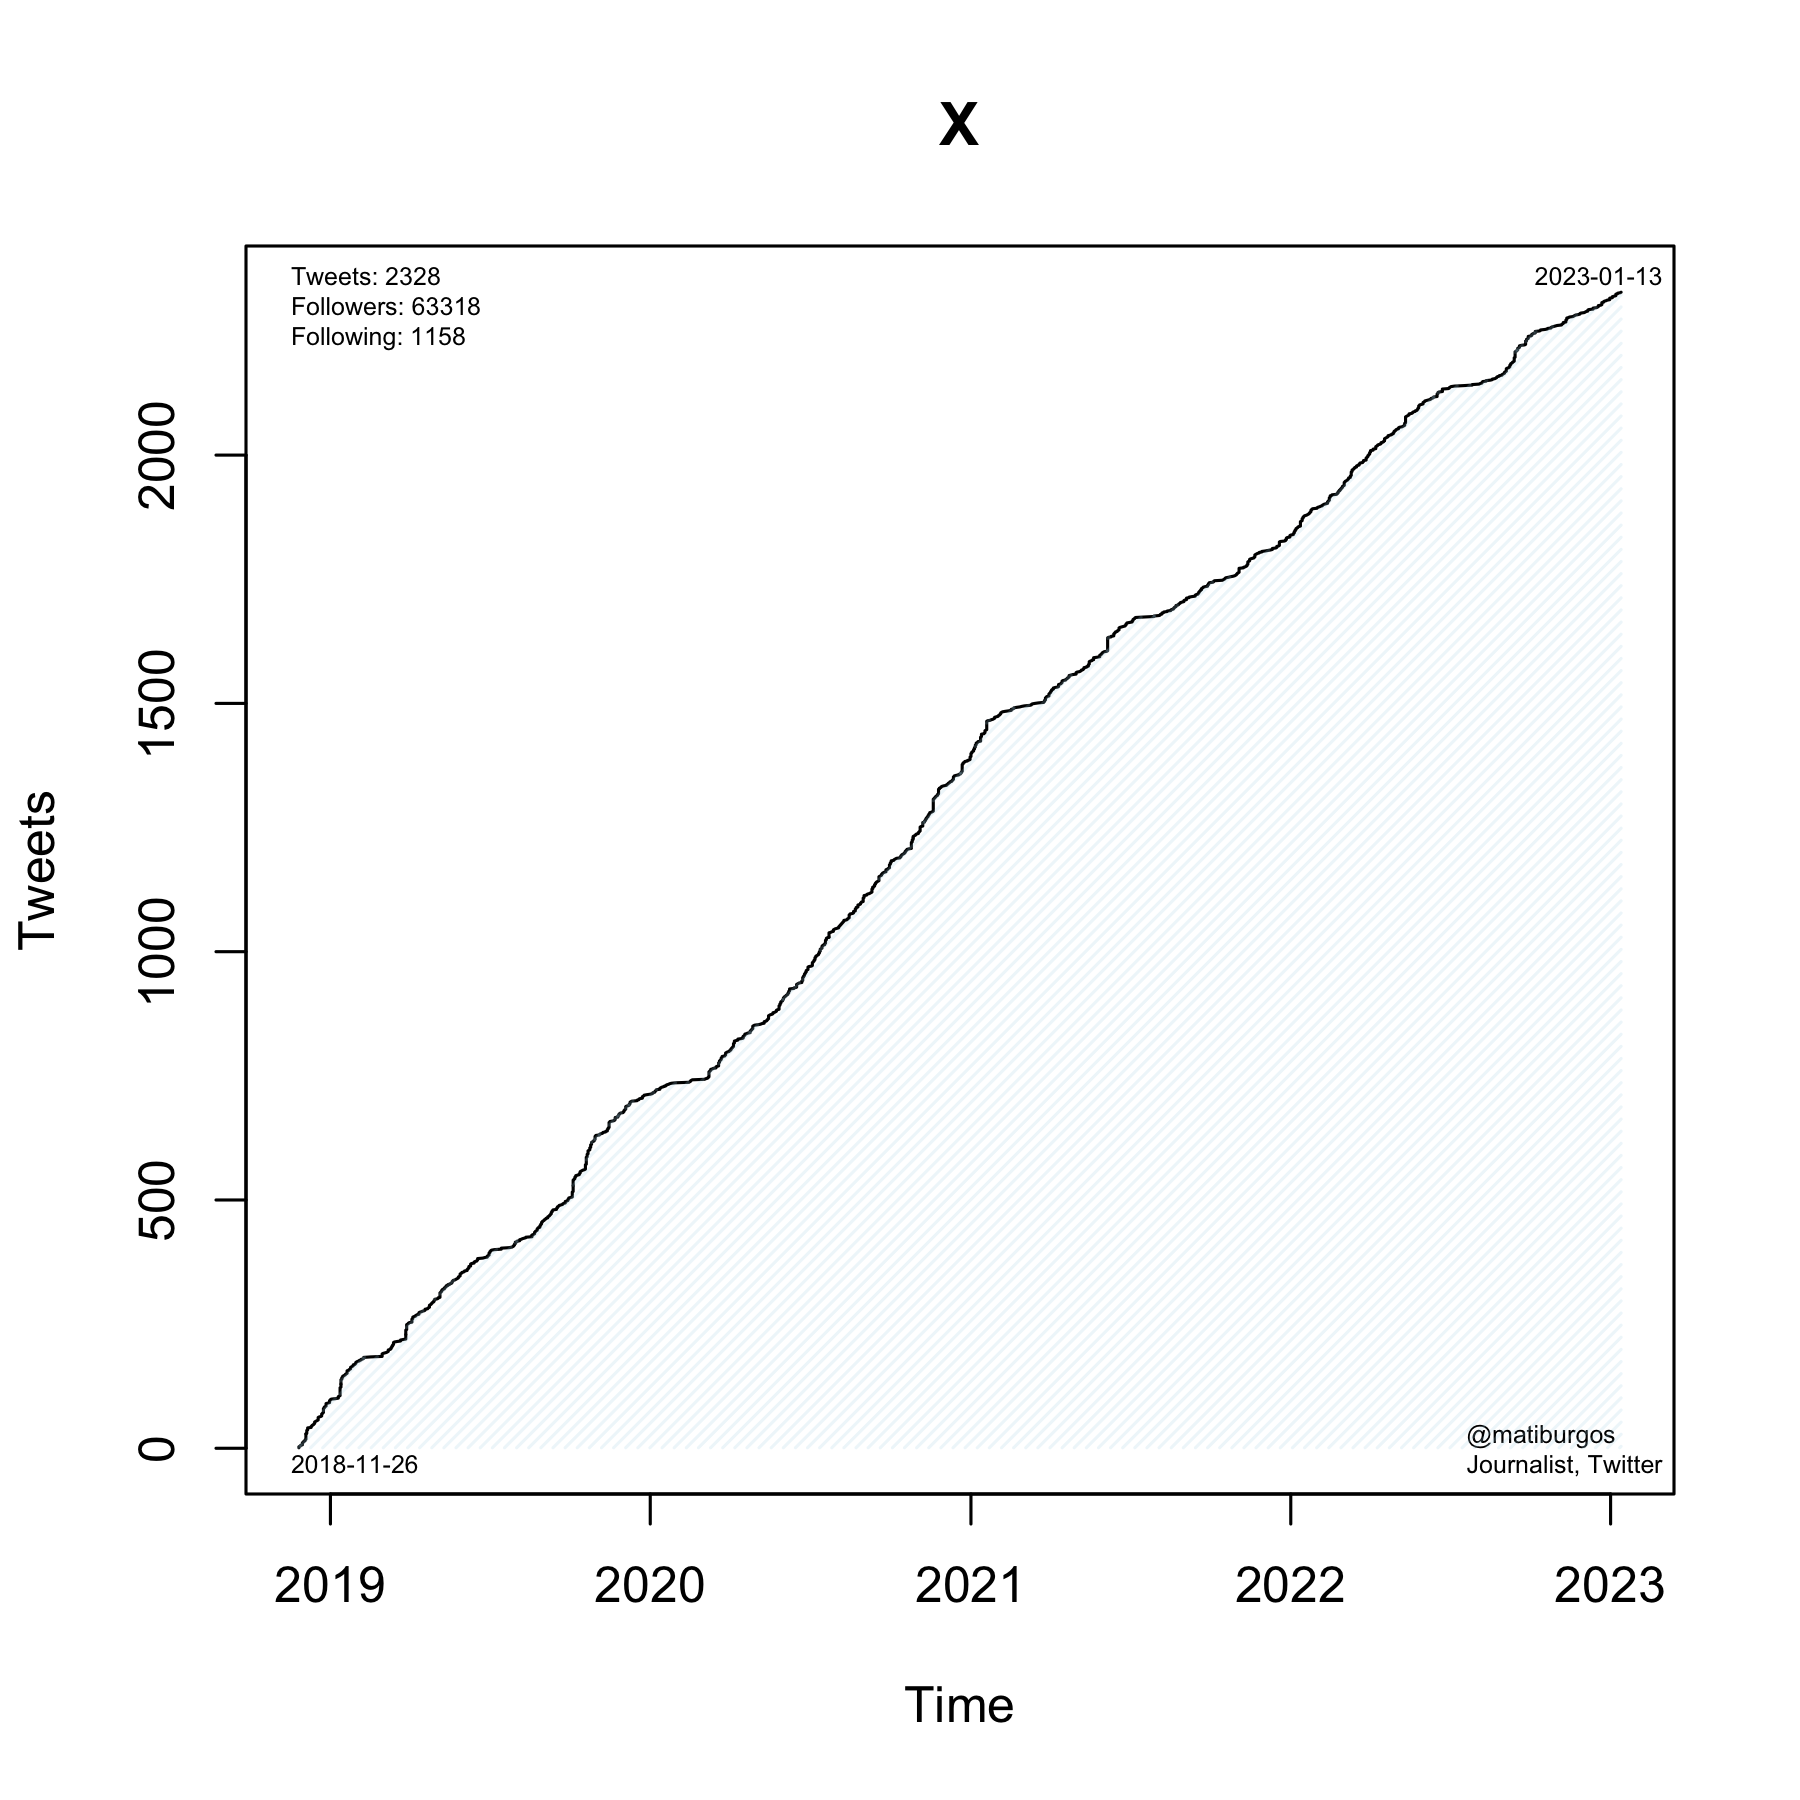 X
Tweets: 2328
Followers: 63318
Following: 1158
2023-01-13
2000
1500
1000
500
0
Tweets
2018-11-26
@matiburgos
Journalist, Twitter
2019
2020
2021
2022
2023
Time